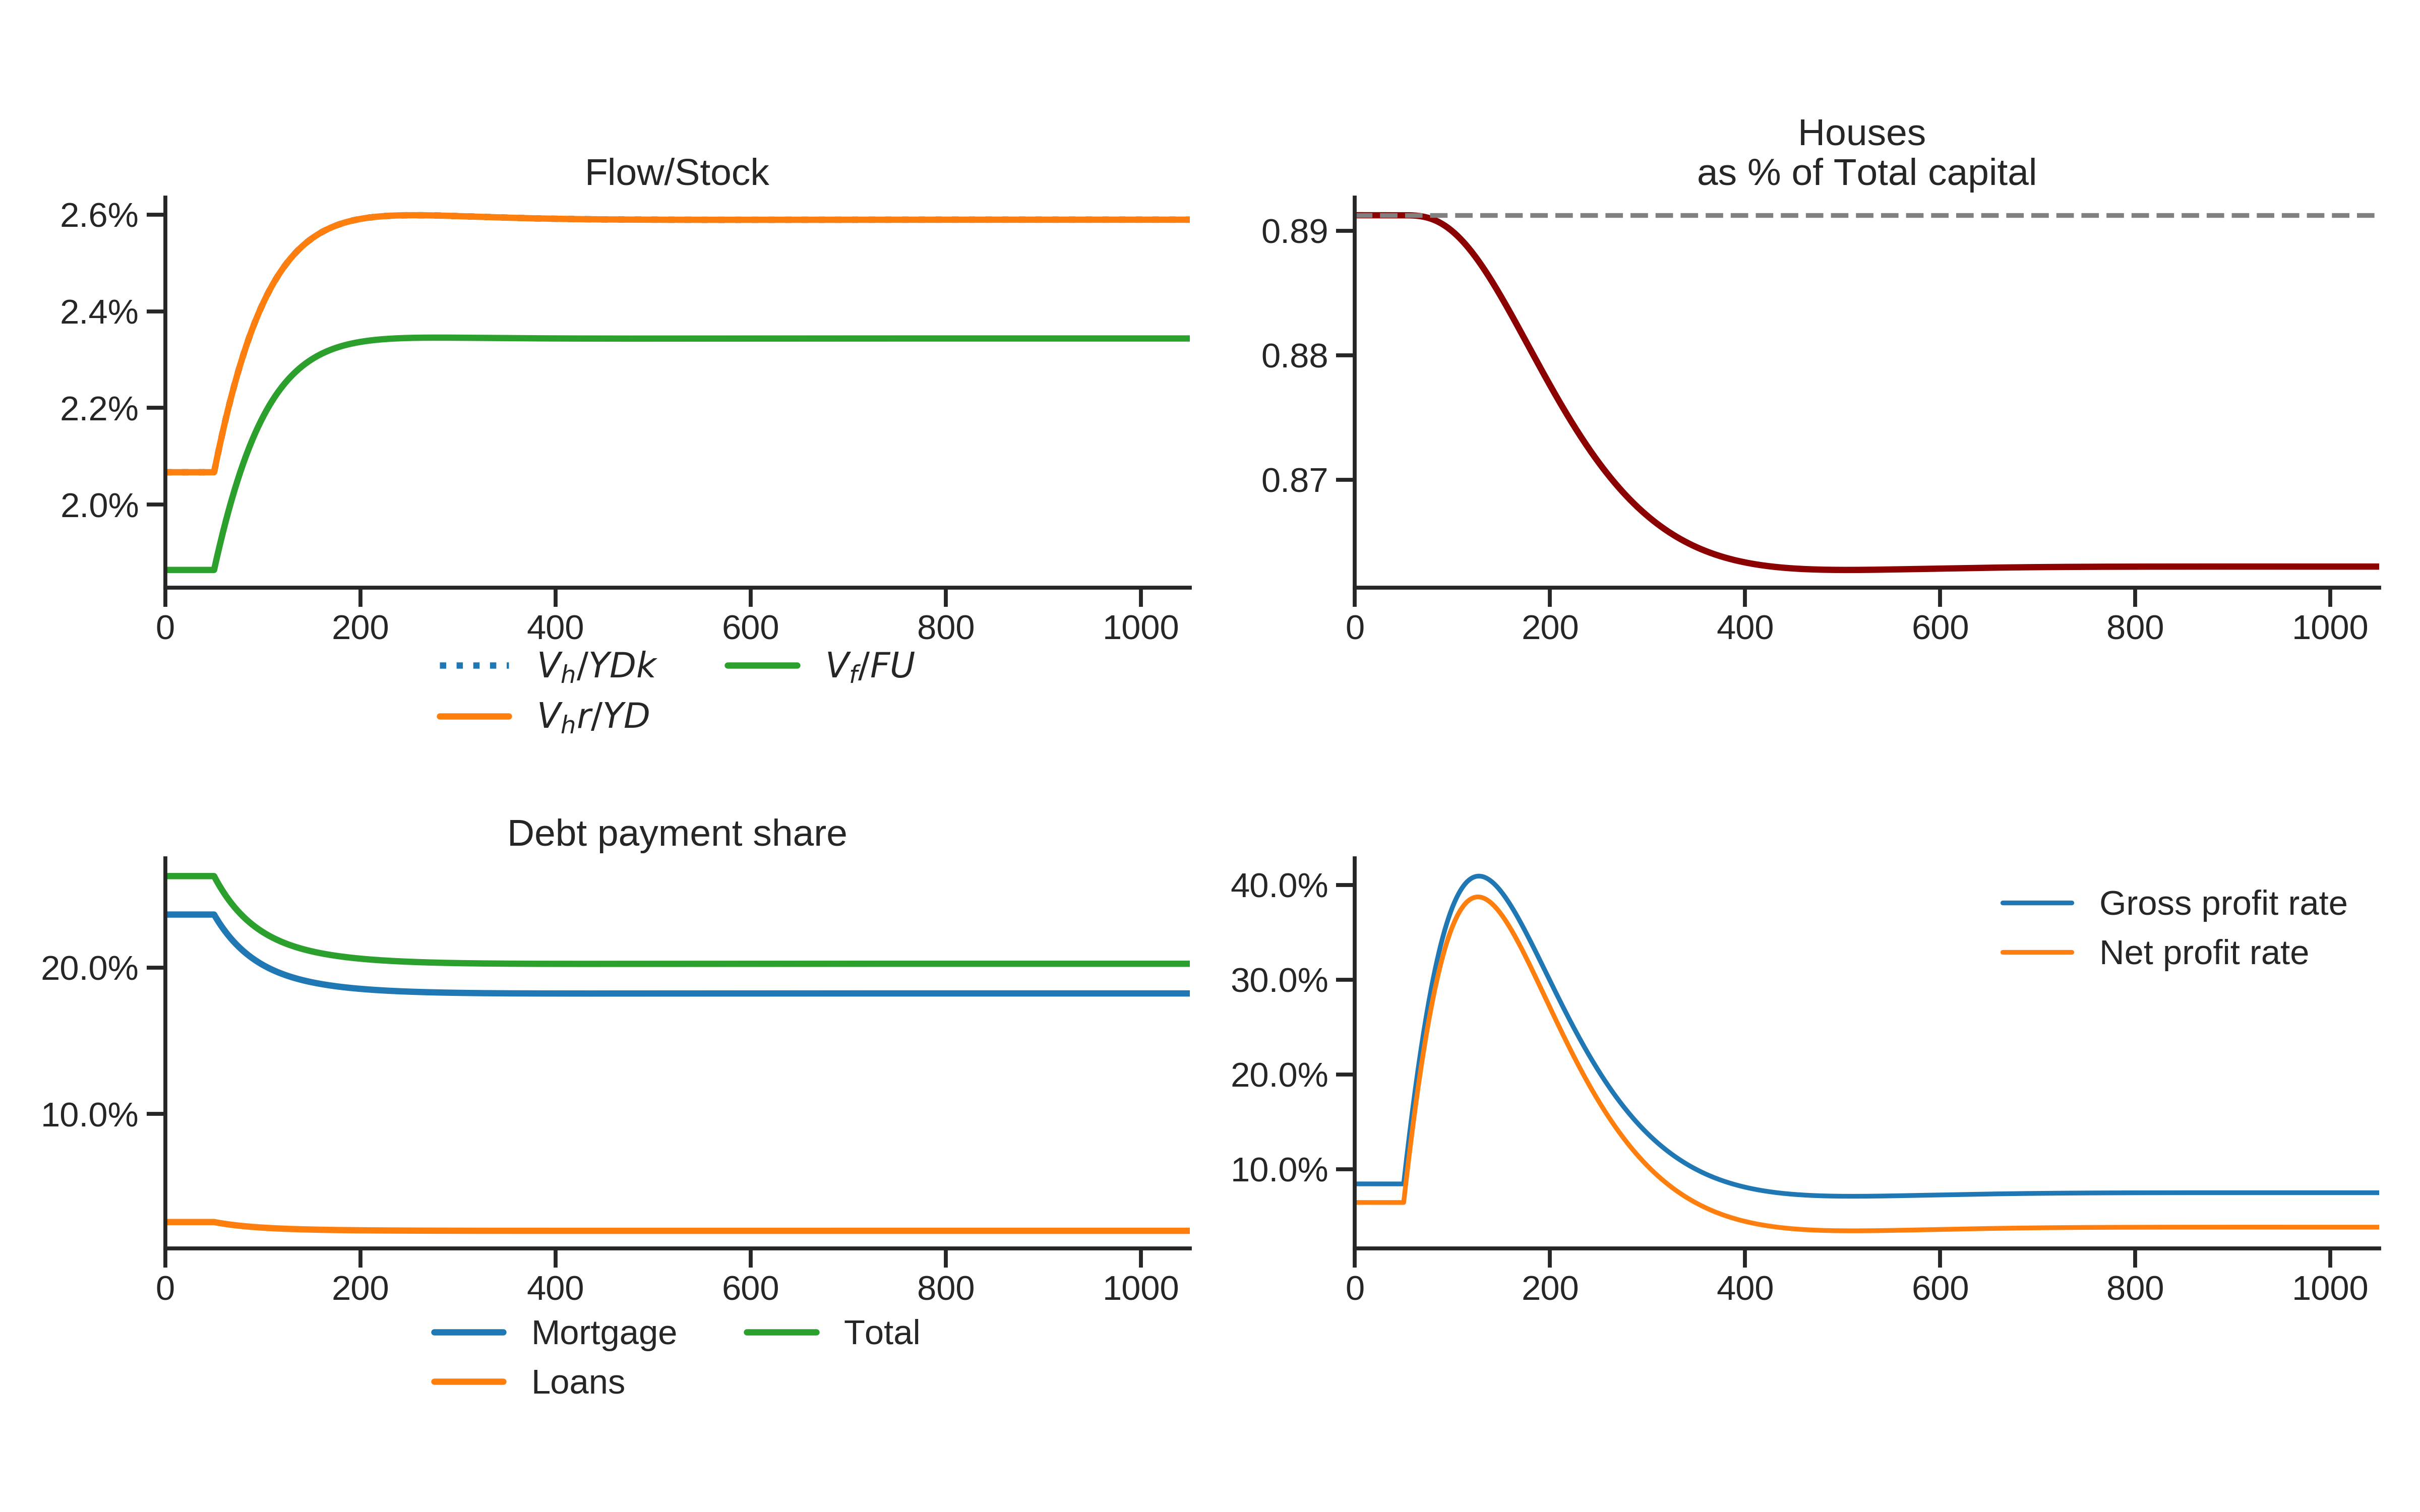 Flow/Stock
2.6%
2.4%
2.2%
2.0%
0 200 400 600 800 1000
V_h/YDk V_f/FU
V_hr/YD
Houses
as % of Total capital
0.89
0.88
0.87
0 200 400 600 800 1000
Debt payment share
20.0%
10.0%
0 200 400 600 800 1000
Mortgage Total
Loans
40.0%
30.0%
20.0%
10.0%
0 200 400 600 800 1000
Gross profit rate
Net profit rate